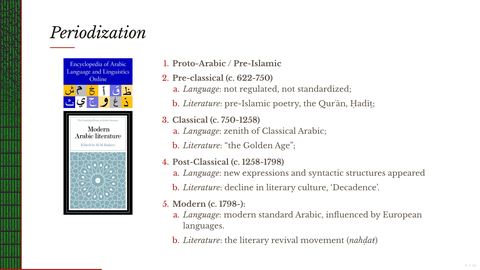 Periodization
Encyclopedia of Arabic
Language and Linguistics
Online
Modern
Arabic literature
1. Proto-Arabic / Pre-Islamic
2. Pre-classical (c. 622-750)
a. Language: not regulated, not standardized;
b. Literature: pre-Islamic poetry, the Qurʾān, Ḥadīṯ;
3. Classical (c. 750-1258)
a. Language: zenith of Classical Arabic;
b. Literature: “the Golden Age”;
4. Post-Classical (c. 1258-1798)
a. Language: new expressions and syntactic structures appeared
b. Literature: decline in literary culture, ‘Decadence’.
5. Modern (c. 1798-):
a. Language: modern standard Arabic, influenced by European
languages.
b. Literature: the literary revival movement (nahḍat)